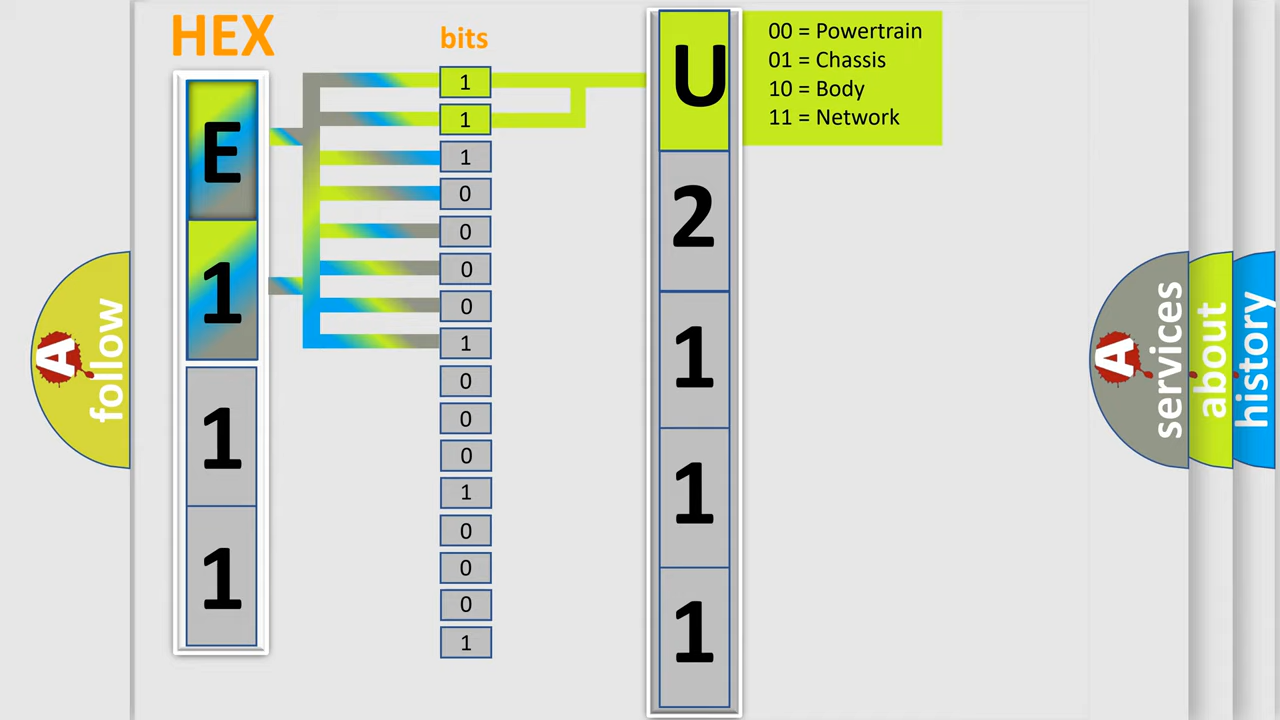 HEX
bits
E
1
1
1
1
1
1
0
0
0
0
1
0
0
0
1
0
0
0
1
U
2
1
1
1
00 = Powertrain
01 = Chassis
10 = Body
11 = Network
A follow
A services
about
history